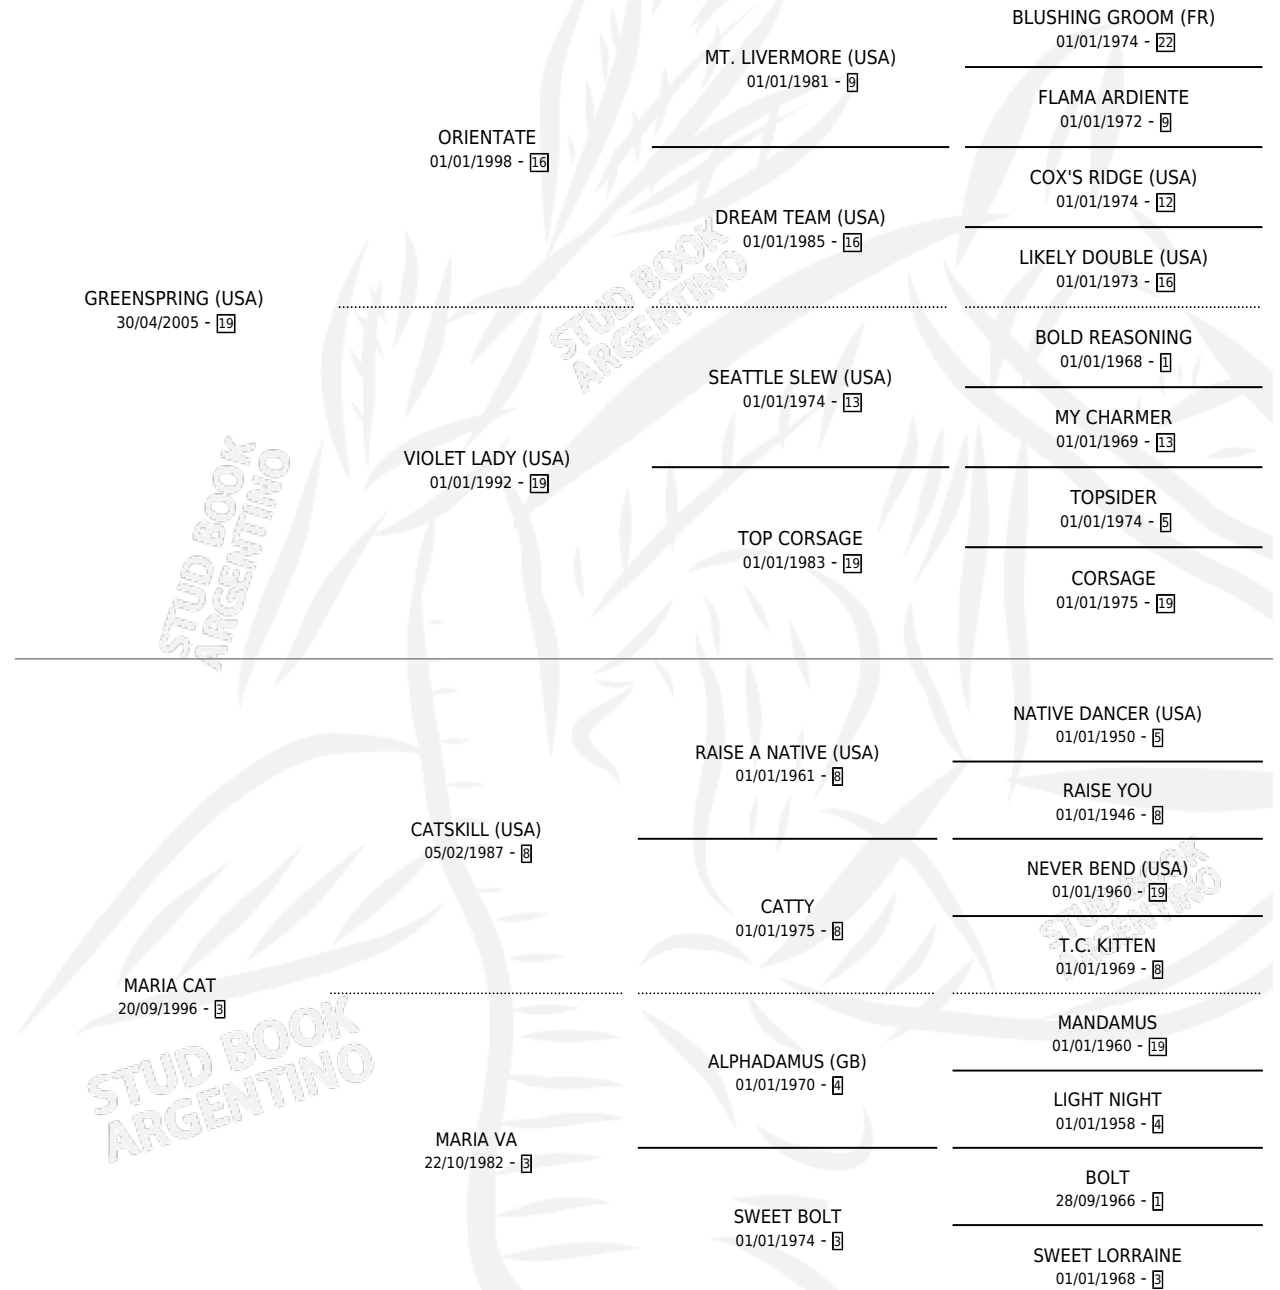 BLUSHING GROOM (FR)
01/01/1974 - 22
MT. LIVERMORE (USA)
01/01/1981 - 9
FLAMA ARDIENTE
01/01/1972 - 9
ORIENTATE
01/01/1998 - 16
COX'S RIDGE (USA)
01/01/1974 - 12
DREAM TEAM (USA)
01/01/1985 - 16
LIKELY DOUBLE (USA)
01/01/1973 - 16
GREENSPRING (USA)
30/04/2005 - 19
BOLD REASONING
01/01/1968 - 1
SEATTLE SLEW (USA)
01/01/1974 - 13
MY CHARMER
01/01/1969 - 13
VIOLET LADY (USA)
01/01/1992 - 19
TOPSIDER
01/01/1974 - 5
TOP CORSAGE
01/01/1983 - 19
CORSAGE
01/01/1975 - 19
NATIVE DANCER (USA)
01/01/1950 - 5
RAISE A NATIVE (USA)
01/01/1961 - 8
RAISE YOU
01/01/1946 - 8
CATSKILL (USA)
05/02/1987 - 8
NEVER BEND (USA)
01/01/1960 - 19
CATTY
01/01/1975 - 8
T.C. KITTEN
01/01/1969 - 8
MARIA CAT
20/09/1996 - 3
MANDAMUS
01/01/1960 - 19
ALPHADAMUS (GB)
01/01/1970 - 4
LIGHT NIGHT
01/01/1958 - 4
MARIA VA
22/10/1982 - 3
BOLT
28/09/1966 - 1
SWEET BOLT
01/01/1974 - 3
SWEET LORRAINE
01/01/1968 - 3
STUD BOOK
ARGENTINO
STUD BOOK
ARGENTINO
STUD BOOK
ARGENTINO
STUD BOOK
ARGENTINO